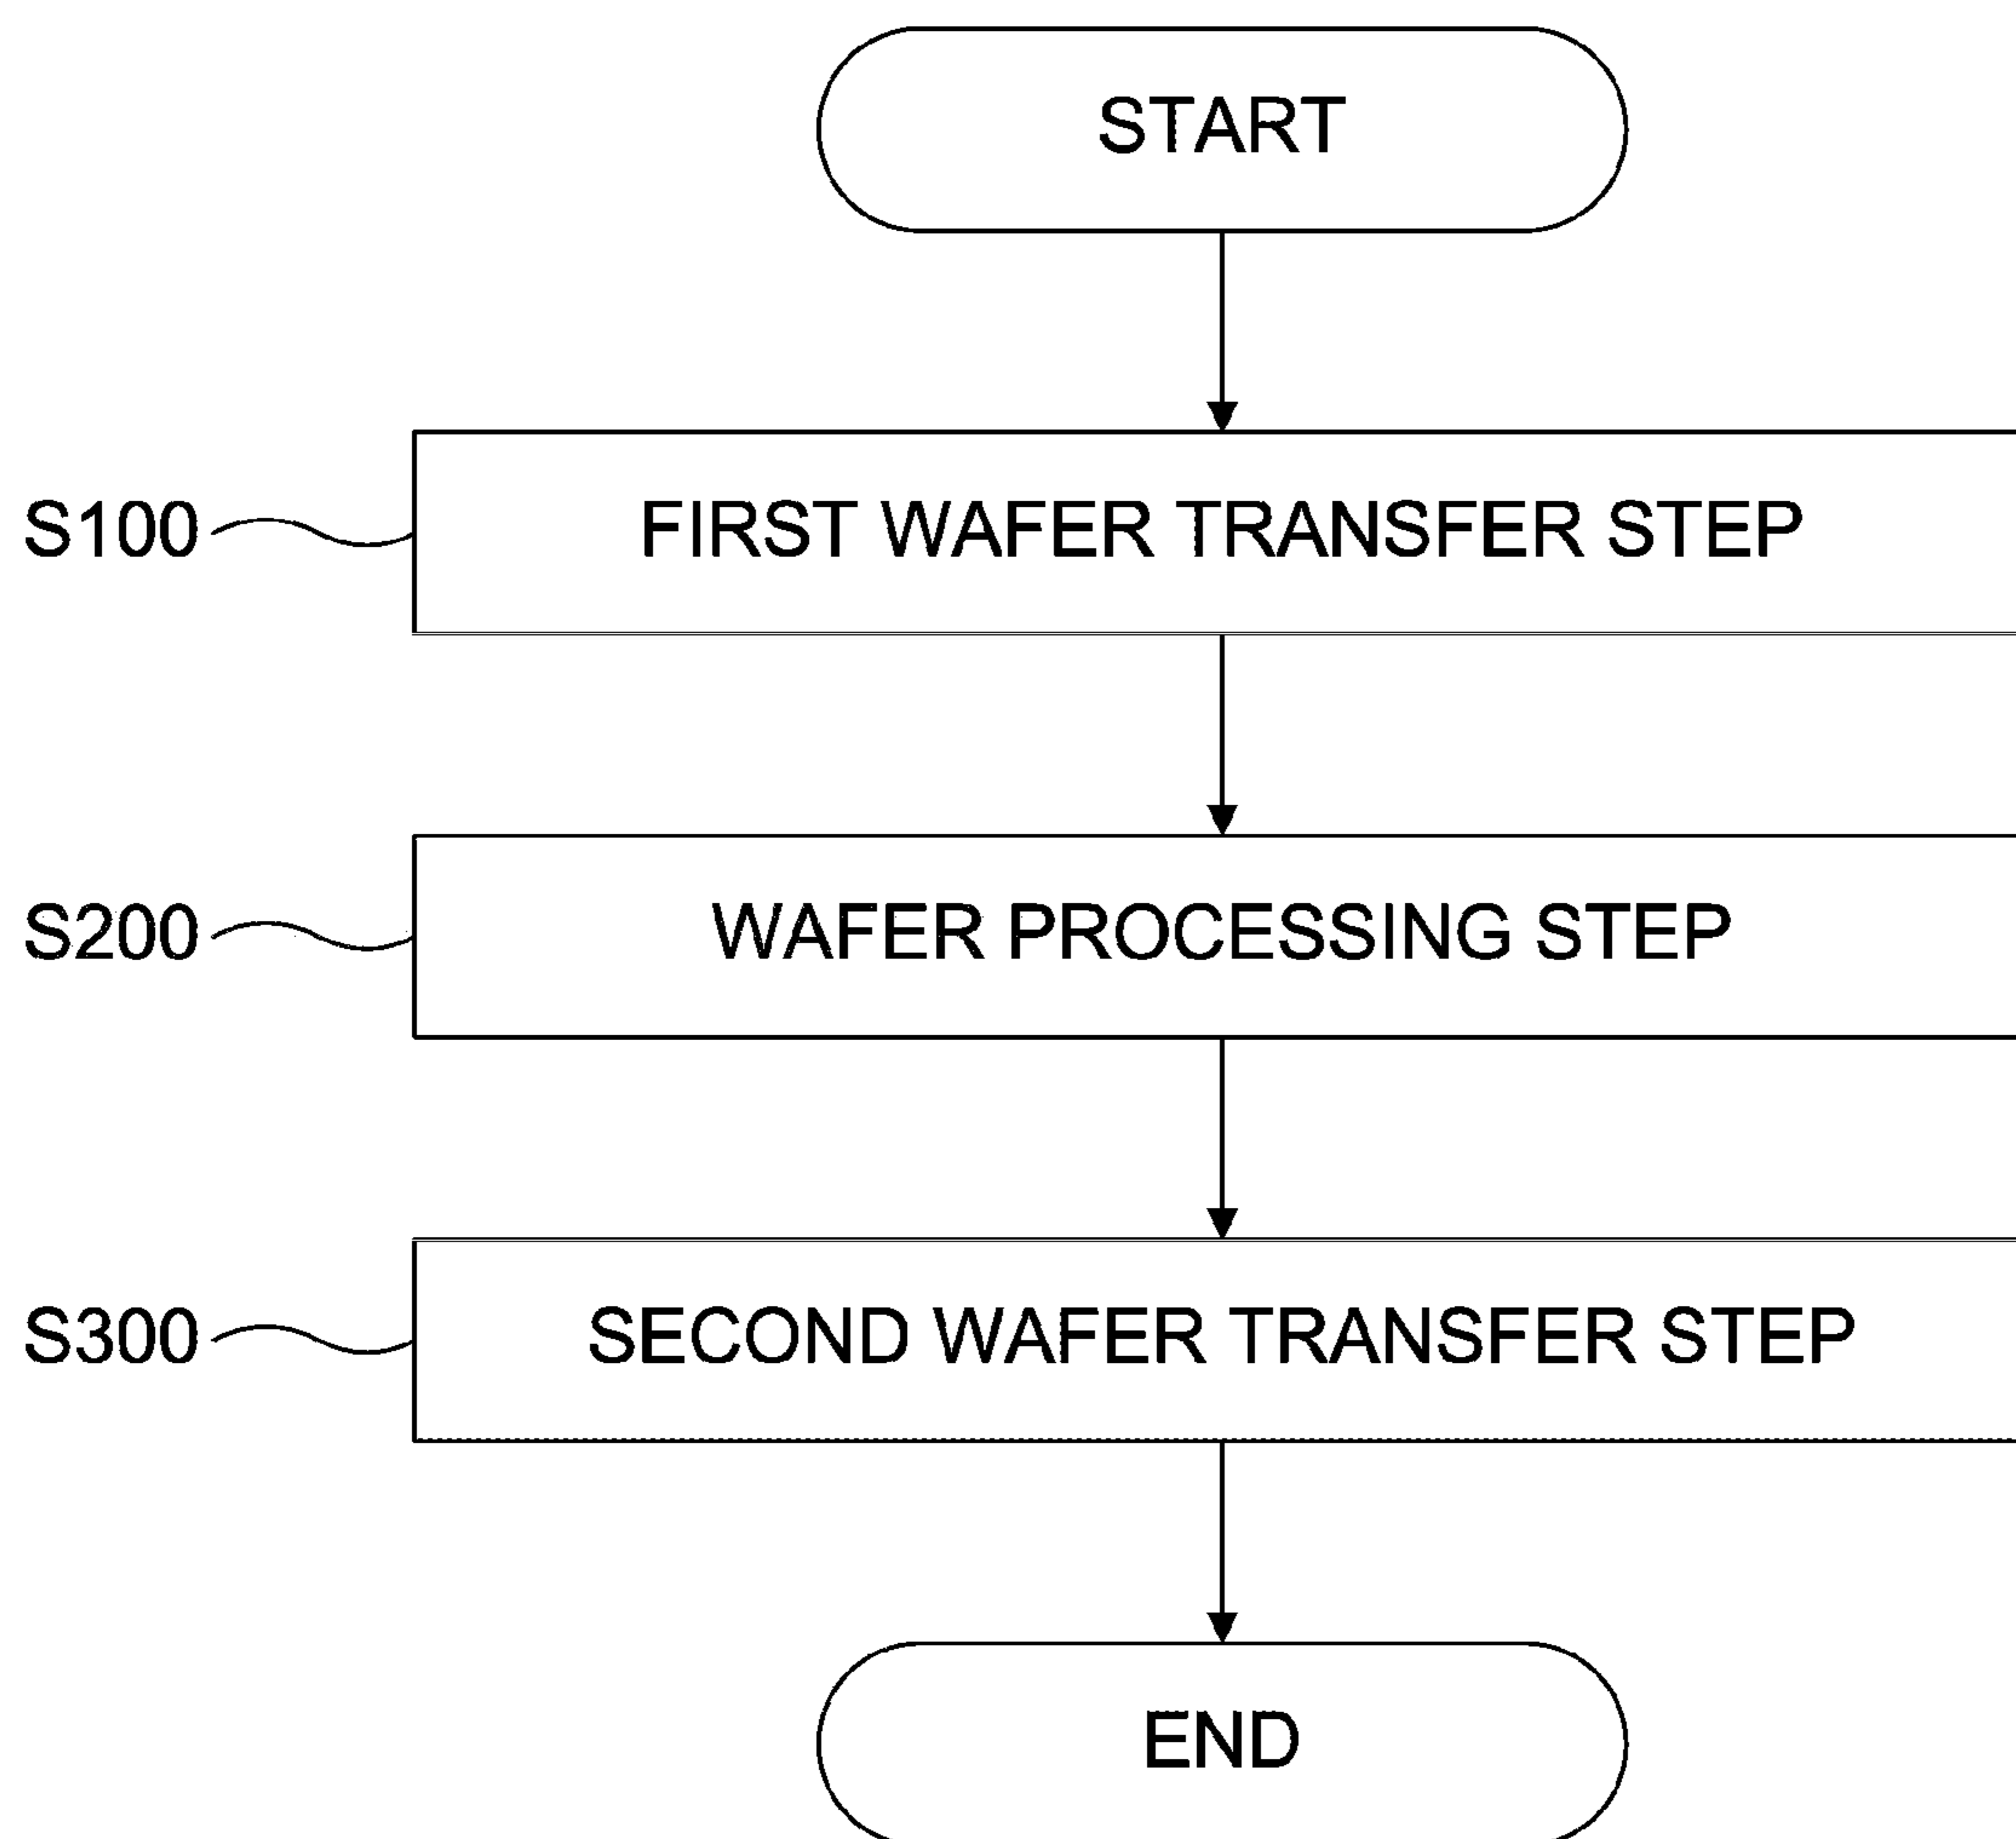 START
S100
FIRST WAFER TRANSFER STEP
S200
WAFER PROCESSING STEP
S300
SECOND WAFER TRANSFER STEP
END